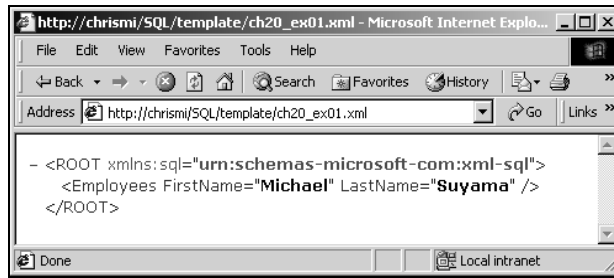 http://chrismi/SQL/template/ch20_ex01.xml - Microsoft Internet Explo...
File Edit View Favorites Tools Help
Back Search Favorites History »
Address http://chrismi/SQL/template/ch20_ex01.xml Go Links »
- <ROOT xmlns:sql="urn:schemas-microsoft-com:xml-sql">
<Employees FirstName="Michael" LastName="Suyama" />
</ROOT>
Done Local intranet